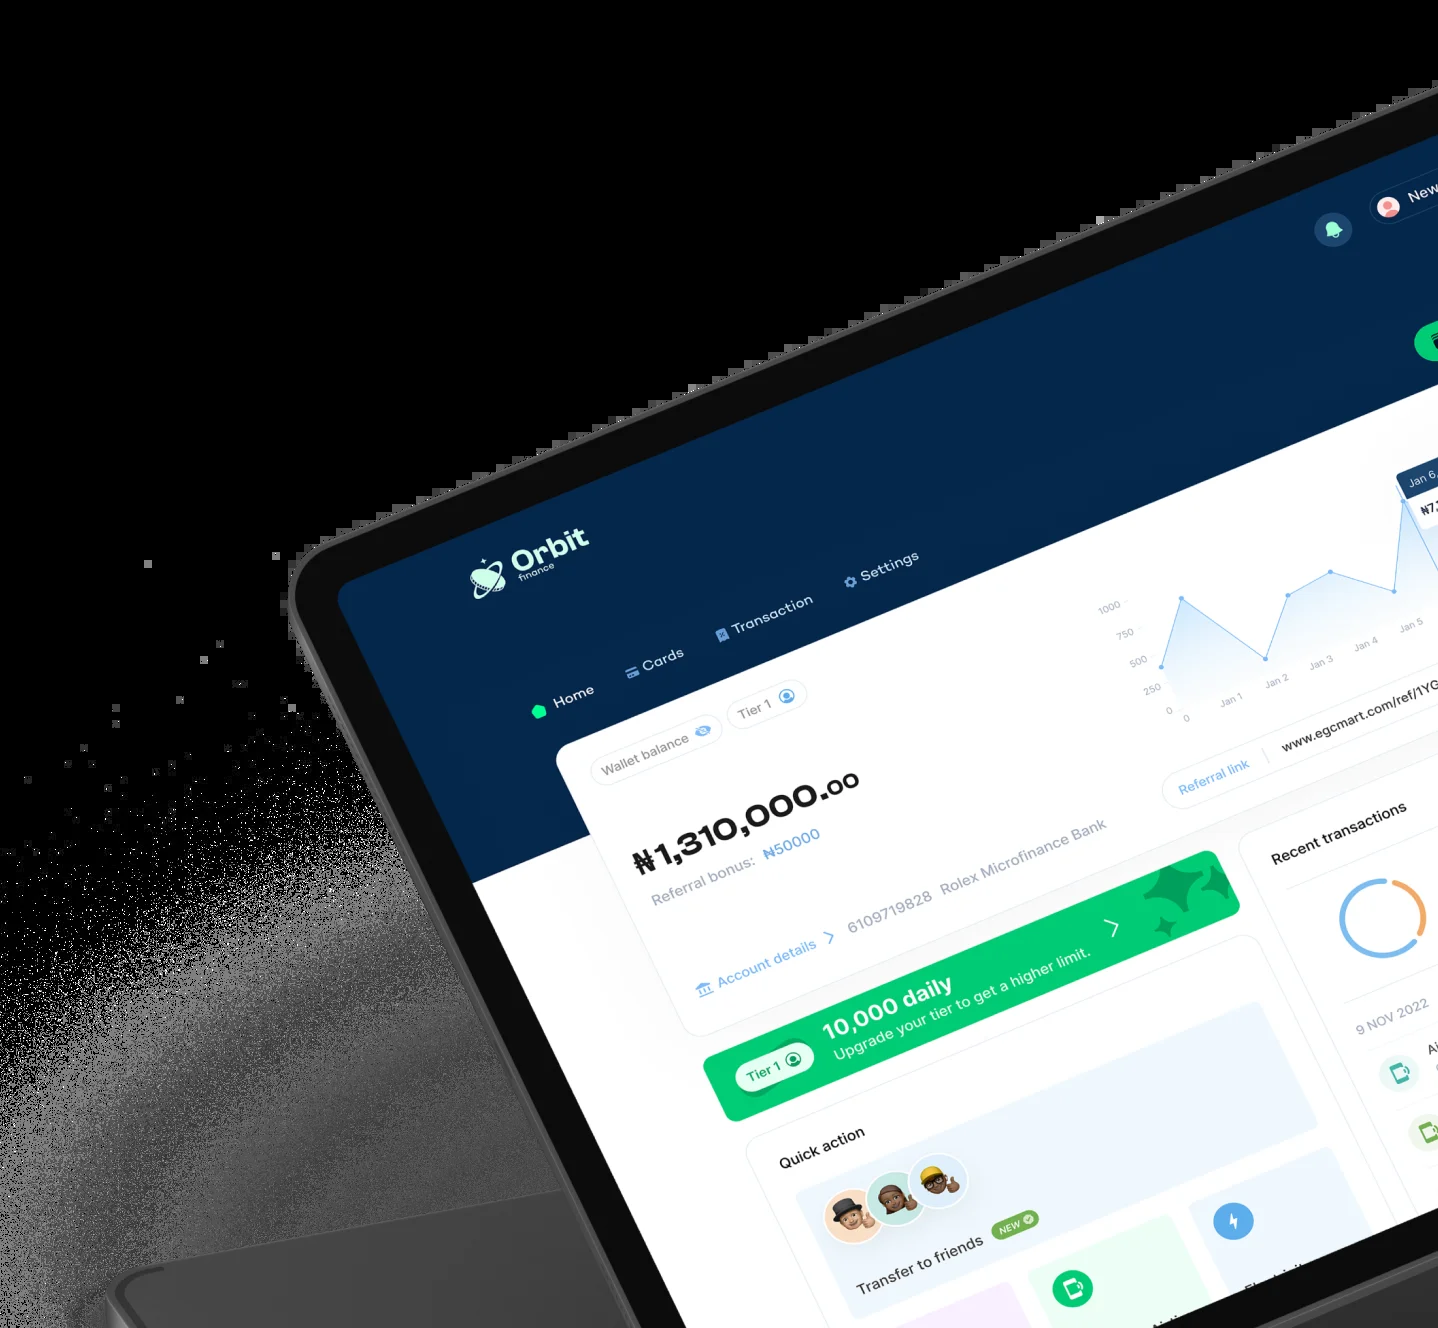 New
Orbit
finance
Home
Cards
Transaction
Settings
Wallet balance
Tier 1
₦1,310,000.00
Referral bonus: ₦50000
Account details
6109719828 Rolex Microfinance Bank
1000
750
500
250
0
0
Jan 1
Jan 2
Jan 3
Jan 4
Jan 5
Jan 6,
₦7,
Referral link
www.egcmart.com/ref/1YG
Tier 1
10,000 daily
Upgrade your tier to get a higher limit.
Recent transactions
9 NOV 2022
Quick action
Transfer to friends
NEW